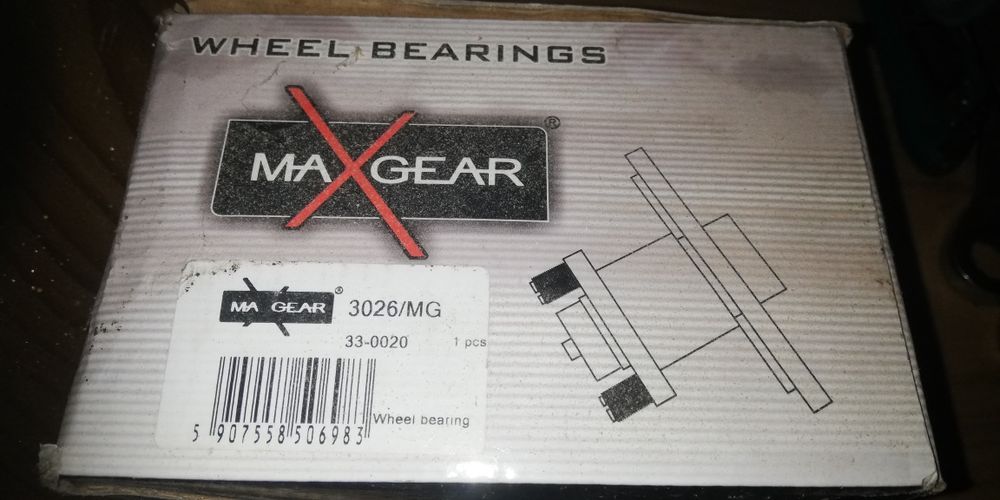 WHEEL BEARINGS
MAXGEAR®
MAXGEAR®
3026/MG
33-0020
1 pcs
Wheel bearing
5 907558 506983